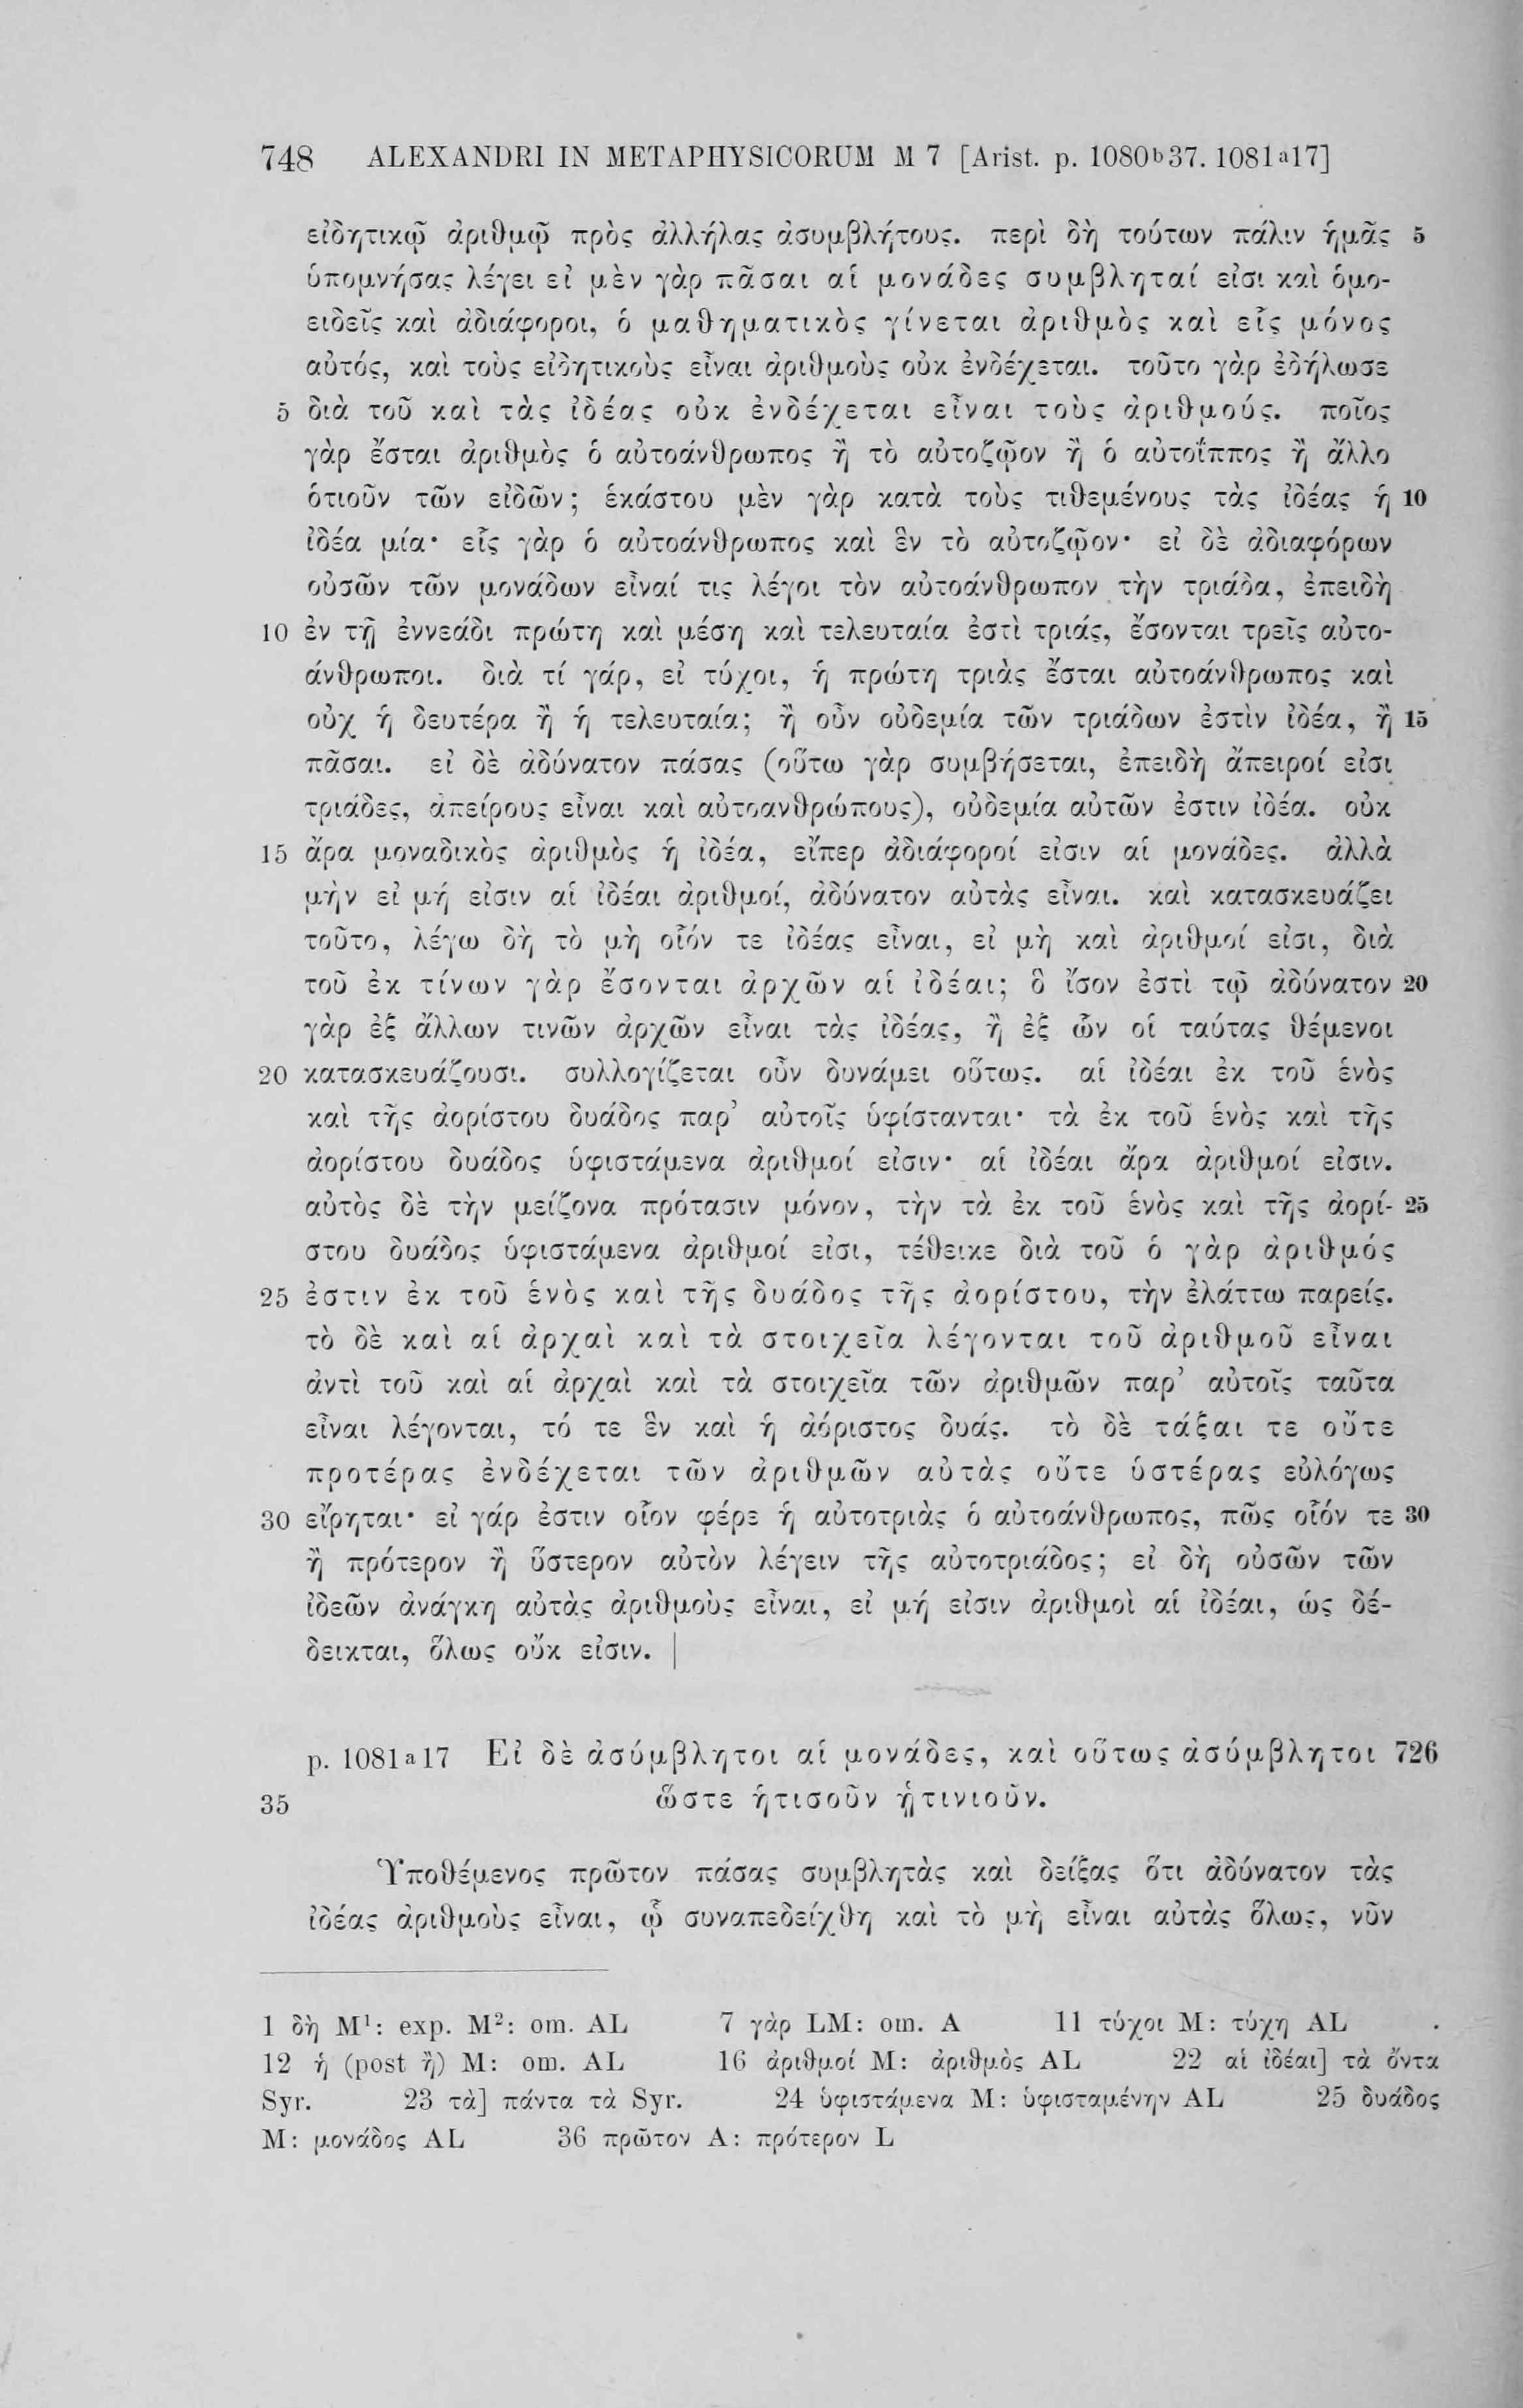 748 ALEXANDRI IN METAPHYSICORUM M 7 [Arist. p. 1080ᵇ37. 1081ᵃ17]
εἰδητικῷ ἀριθμῷ πρὸς ἀλλήλας ἀσυμβλήτους. περὶ δὴ τούτων πάλιν ἡμᾶς 5
ὑπομνήσας λέγει εἰ μὲν γὰρ πᾶσαι αἱ μονάδες συμβληταί εἰσι καὶ ὁμο-
ειδεῖς καὶ ἀδιάφοροι, ὁ μαθηματικὸς γίνεται ἀριθμὸς καὶ εἷς μόνος
αὐτός, καὶ τοὺς εἰδητικοὺς εἶναι ἀριθμοὺς οὐκ ἐνδέχεται. τοῦτο γὰρ ἐδήλωσε
5 διὰ τοῦ καὶ τὰς ἰδέας οὐκ ἐνδέχεται εἶναι τοὺς ἀριθμούς. ποῖος
γὰρ ἔσται ἀριθμὸς ὁ αὐτοάνθρωπος ἢ τὸ αὐτοζῷον ἢ ὁ αὐτοΐππος ἢ ἄλλο
ὁτιοῦν τῶν εἰδῶν; ἑκάστου μὲν γὰρ κατὰ τοὺς τιθεμένους τὰς ἰδέας ἡ 10
ἰδέα μία· εἷς γὰρ ὁ αὐτοάνθρωπος καὶ ἓν τὸ αὐτοζῷον· εἰ δὲ ἀδιαφόρων
οὐσῶν τῶν μονάδων εἶναί τις λέγοι τὸν αὐτοάνθρωπον τὴν τριάδα, ἐπειδὴ
10 ἐν τῇ ἐννεάδι πρώτη καὶ μέση καὶ τελευταία ἐστὶ τριάς, ἔσονται τρεῖς αὐτο-
άνθρωποι. διὰ τί γάρ, εἰ τύχοι, ἡ πρώτη τριὰς ἔσται αὐτοάνθρωπος καὶ
οὐχ ἡ δευτέρα ἢ ἡ τελευταία; ἢ οὖν οὐδεμία τῶν τριάδων ἐστὶν ἰδέα, ἢ 15
πᾶσαι. εἰ δὲ ἀδύνατον πάσας (οὕτω γὰρ συμβήσεται, ἐπειδὴ ἄπειροί εἰσι
τριάδες, ἀπείρους εἶναι καὶ αὐτοανθρώπους), οὐδεμία αὐτῶν ἐστιν ἰδέα. οὐκ
15 ἄρα μοναδικὸς ἀριθμὸς ἡ ἰδέα, εἴπερ ἀδιάφοροί εἰσιν αἱ μονάδες. ἀλλὰ
μὴν εἰ μή εἰσιν αἱ ἰδέαι ἀριθμοί, ἀδύνατον αὐτὰς εἶναι. καὶ κατασκευάζει
τοῦτο, λέγω δὴ τὸ μὴ οἷόν τε ἰδέας εἶναι, εἰ μὴ καὶ ἀριθμοί εἰσι, διὰ
τοῦ ἐκ τίνων γὰρ ἔσονται ἀρχῶν αἱ ἰδέαι; ὃ ἴσον ἐστὶ τῷ ἀδύνατον 20
γὰρ ἐξ ἄλλων τινῶν ἀρχῶν εἶναι τὰς ἰδέας, ἢ ἐξ ὧν οἱ ταύτας θέμενοι
20 κατασκευάζουσι. συλλογίζεται οὖν δυνάμει οὕτως. αἱ ἰδέαι ἐκ τοῦ ἑνὸς
καὶ τῆς ἀορίστου δυάδος παρ’ αὐτοῖς ὑφίστανται· τὰ ἐκ τοῦ ἑνὸς καὶ τῆς
ἀορίστου δυάδος ὑφιστάμενα ἀριθμοί εἰσιν· αἱ ἰδέαι ἄρα ἀριθμοί εἰσιν.
αὐτὸς δὲ τὴν μείζονα πρότασιν μόνον, τὴν τὰ ἐκ τοῦ ἑνὸς καὶ τῆς ἀορί- 25
στου δυάδος ὑφιστάμενα ἀριθμοί εἰσι, τέθεικε διὰ τοῦ ὁ γὰρ ἀριθμός
25 ἐστιν ἐκ τοῦ ἑνὸς καὶ τῆς δυάδος τῆς ἀορίστου, τὴν ἐλάττω παρείς.
τὸ δὲ καὶ αἱ ἀρχαὶ καὶ τὰ στοιχεῖα λέγονται τοῦ ἀριθμοῦ εἶναι
ἀντὶ τοῦ καὶ αἱ ἀρχαὶ καὶ τὰ στοιχεῖα τῶν ἀριθμῶν παρ’ αὐτοῖς ταῦτα
εἶναι λέγονται, τό τε ἓν καὶ ἡ ἀόριστος δυάς. τὸ δὲ τάξαι τε οὔτε
προτέρας ἐνδέχεται τῶν ἀριθμῶν αὐτὰς οὔτε ὑστέρας εὐλόγως
30 εἴρηται· εἰ γάρ ἐστιν οἷον φέρε ἡ αὐτοτριὰς ὁ αὐτοάνθρωπος, πῶς οἷόν τε 30
ἢ πρότερον ἢ ὕστερον αὐτὸν λέγειν τῆς αὐτοτριάδος; εἰ δὴ οὐσῶν τῶν
ἰδεῶν ἀνάγκη αὐτὰς ἀριθμοὺς εἶναι, εἰ μή εἰσιν ἀριθμοὶ αἱ ἰδέαι, ὡς δέ-
δεικται, ὅλως οὔκ εἰσιν. |
p. 1081ᵃ17 Εἰ δὲ ἀσύμβλητοι αἱ μονάδες, καὶ οὕτως ἀσύμβλητοι 726
35 ὥστε ἡτισοῦν ᾑτινιοῦν.
Ὑποθέμενος πρῶτον πάσας συμβλητὰς καὶ δείξας ὅτι ἀδύνατον τὰς
ἰδέας ἀριθμοὺς εἶναι, ᾧ συναπεδείχθη καὶ τὸ μὴ εἶναι αὐτὰς ὅλως, νῦν
1 δὴ M¹: exp. M²: om. AL 7 γὰρ LM: om. A 11 τύχοι M: τύχη AL
12 ἡ (post ἢ) M: om. AL 16 ἀριθμοί M: ἀριθμὸς AL 22 αἱ ἰδέαι] τὰ ὄντα
Syr. 23 τὰ] πάντα τὰ Syr. 24 ὑφιστάμενα M: ὑφισταμένην AL 25 δυάδος
M: μονάδος AL 36 πρῶτον A: πρότερον L